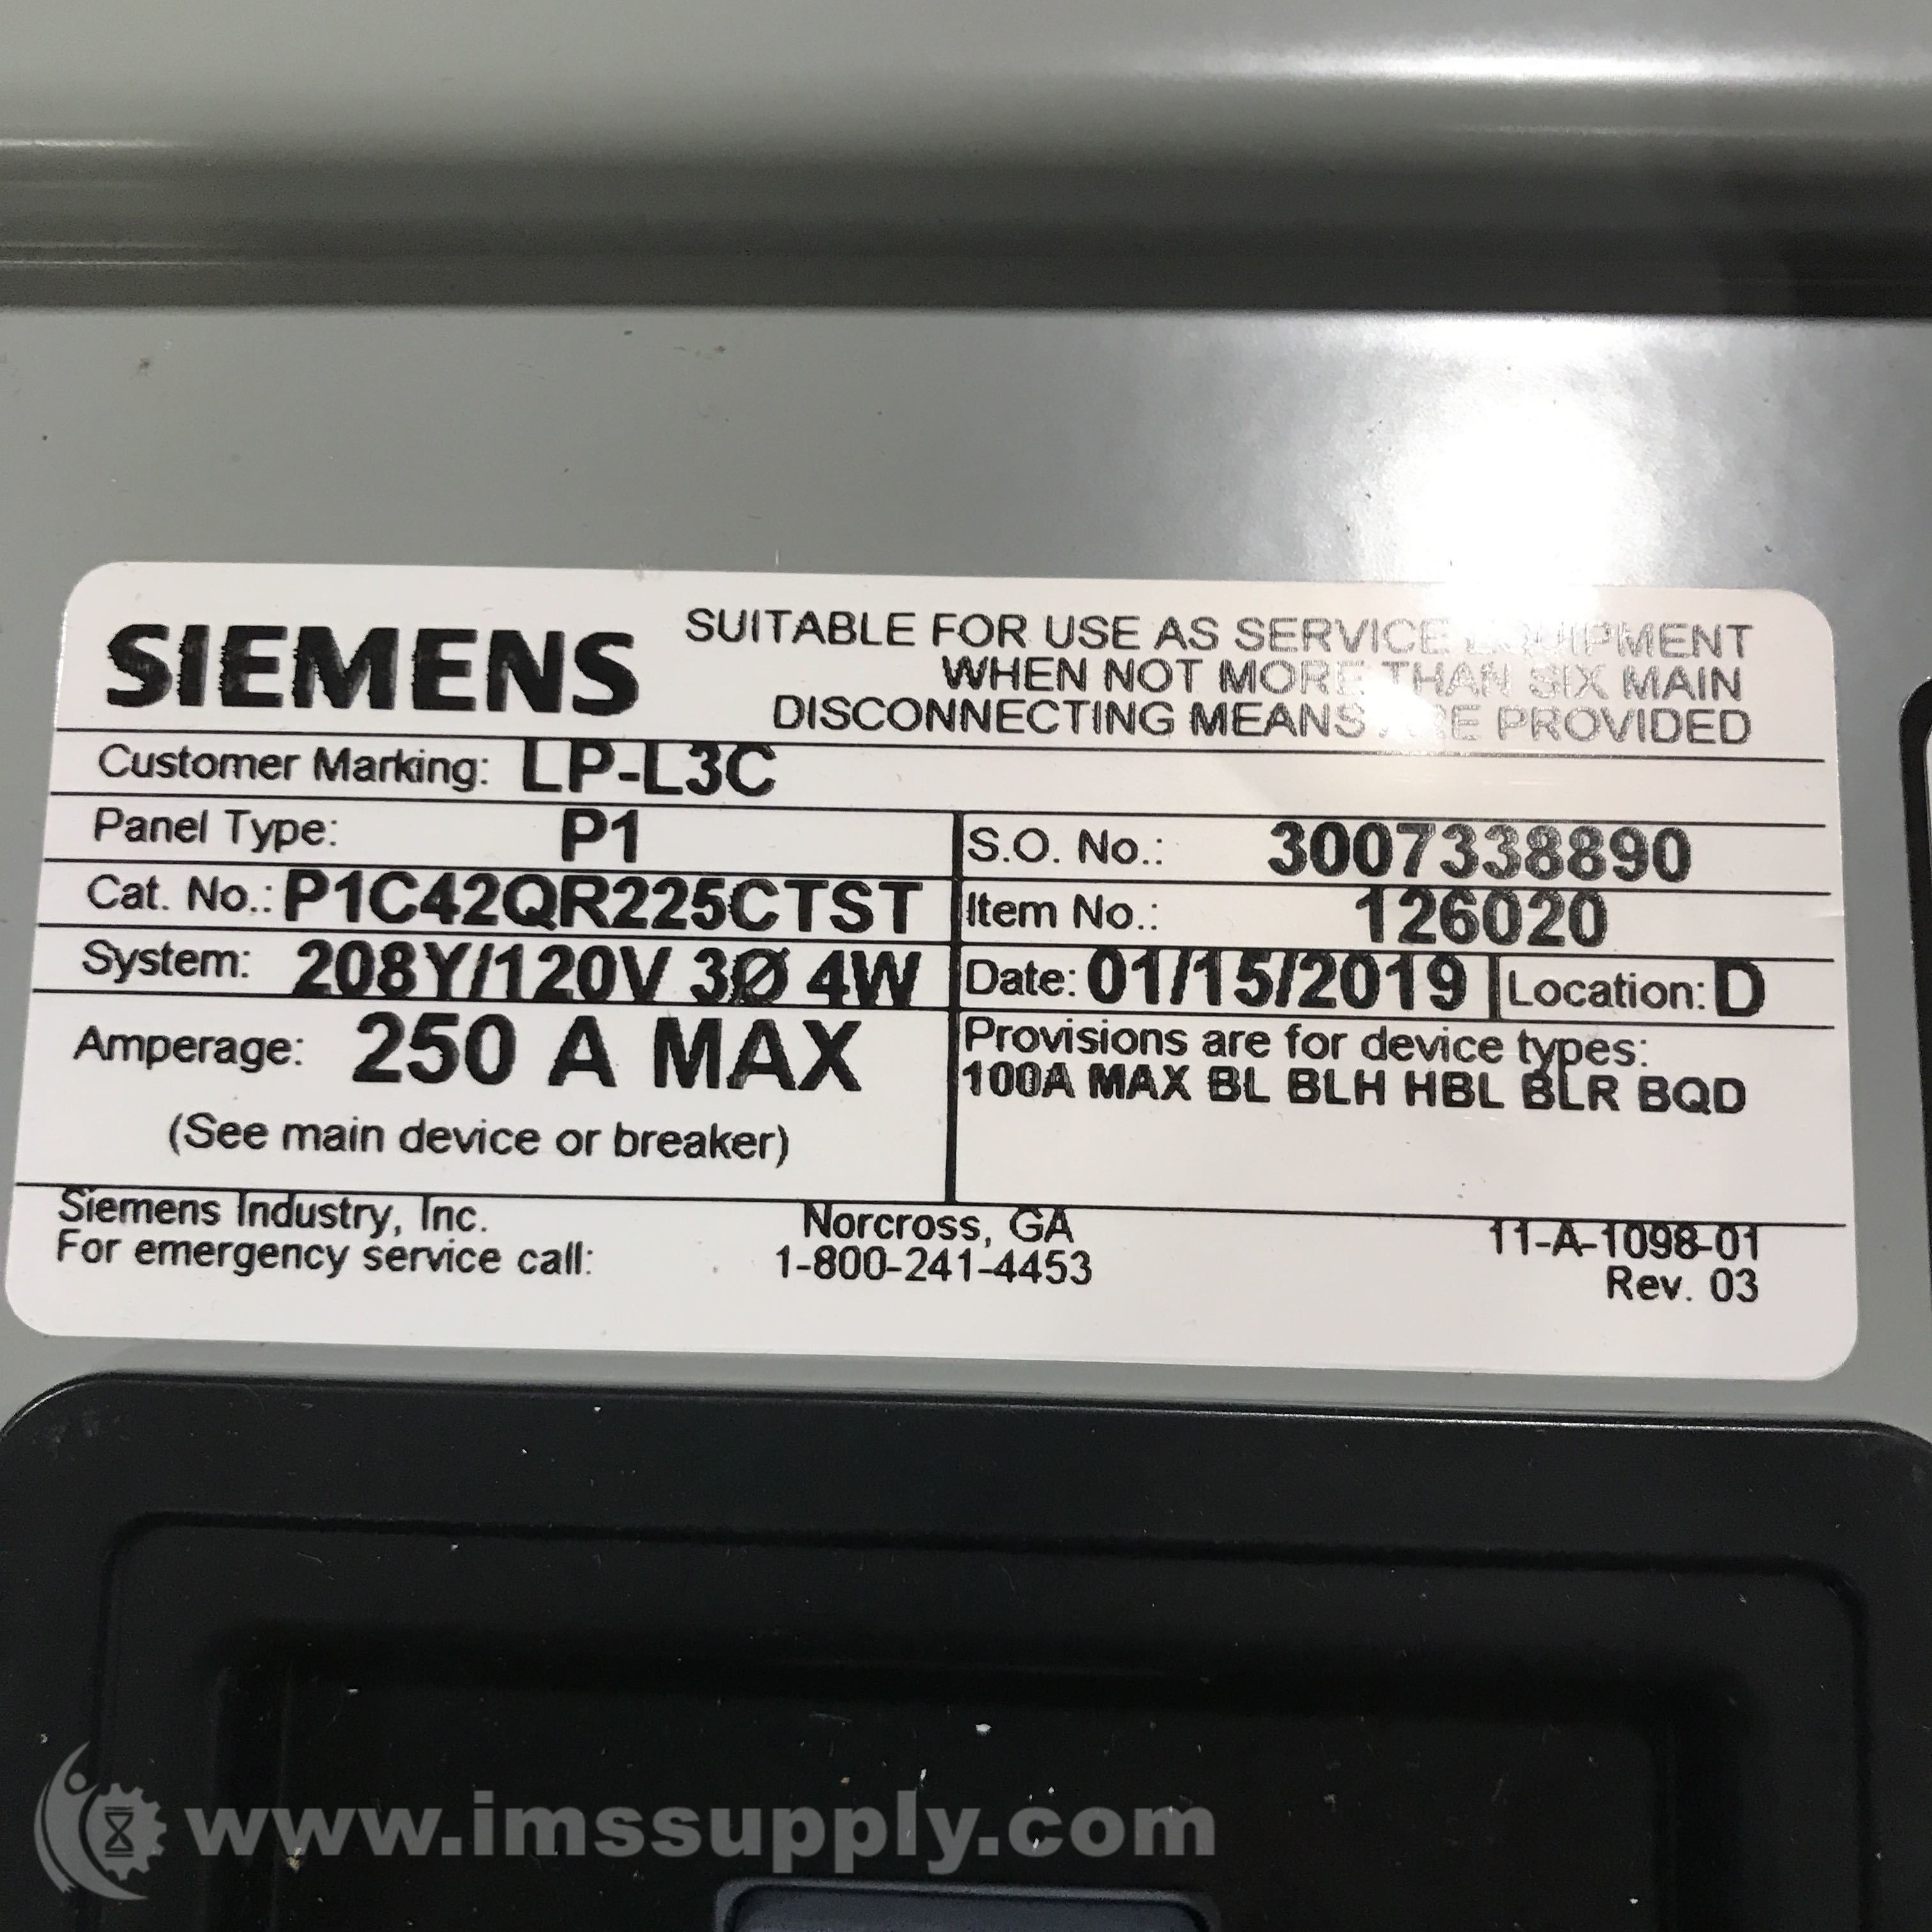 SIEMENS
SUITABLE FOR USE AS SERVICE EQUIPMENT
WHEN NOT MORE THAN SIX MAIN
DISCONNECTING MEANS ARE PROVIDED
Customer Marking: LP-L3C
Panel Type: P1
S.O. No.: 3007338890
Cat. No.: P1C42QR225CTST
Item No.: 126020
System: 208Y/120V 3Ø 4W
Date: 01/15/2019 Location: D
Amperage: 250 A MAX
(See main device or breaker)
Provisions are for device types:
100A MAX BL BLH HBL BLR BQD
Siemens Industry, Inc. Norcross, GA 11-A-1098-01
For emergency service call: 1-800-241-4453 Rev. 03
www.imssupply.com